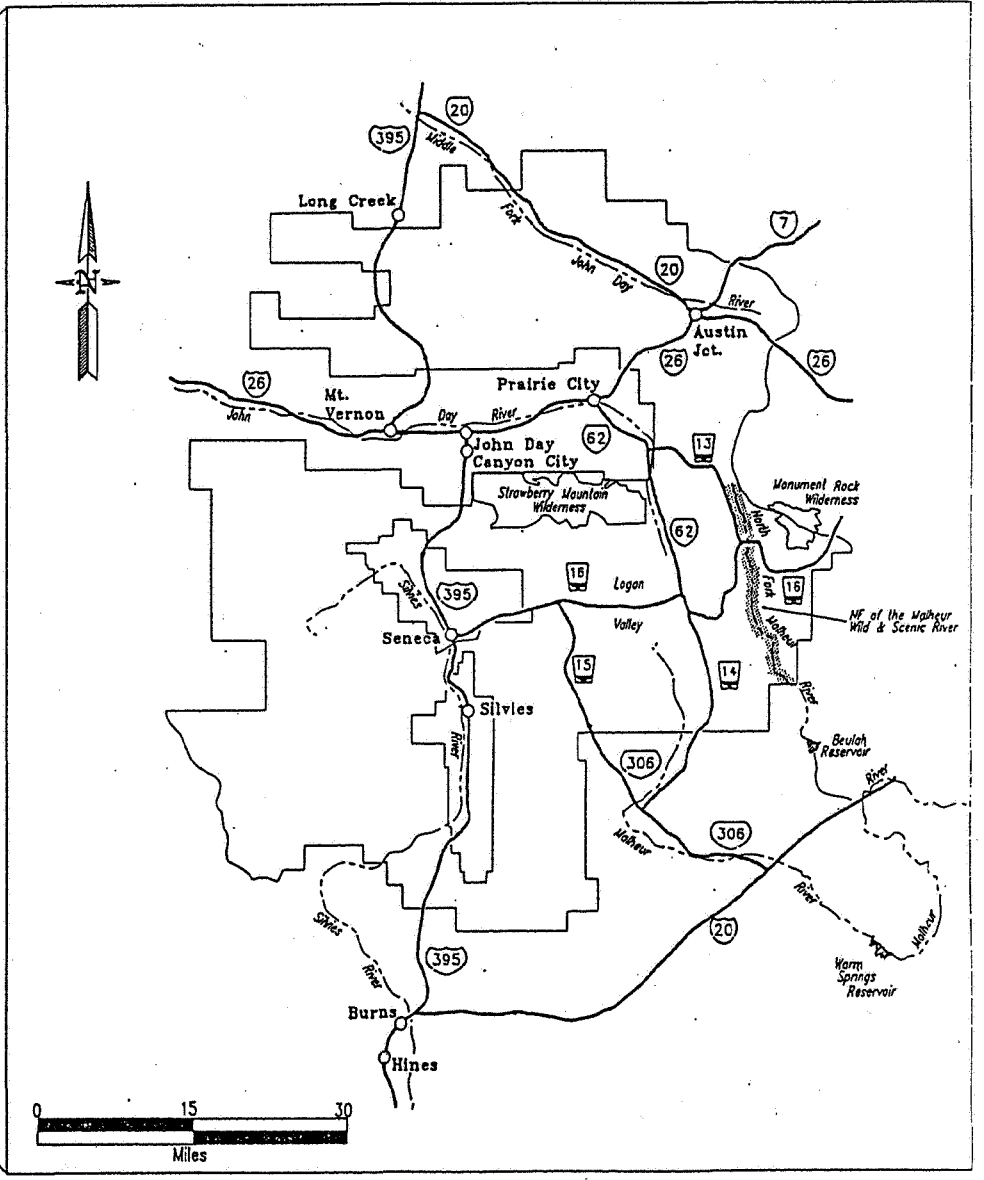 20
395
Middle
Long Creek
Fork
7
John
Day
20
River
N
Austin
Jct.
26
26
26
Prairie City
Mt.
Vernon
John
Day
River
62
13
John Day
Canyon City
Strawberry Mountain
Wilderness
Monument Rock
Wilderness
North
62
Silvies
395
16
Logan
Valley
Fork
16
Malheur
NF of the Malheur
Wild & Scenic River
Seneca
15
14
River
Silvies
River
Beulah
Reservoir
306
River
Malheur
306
River
Malheur
20
Silvies
River
395
Warm
Springs
Reservoir
Burns
Hines
0 15 30
Miles